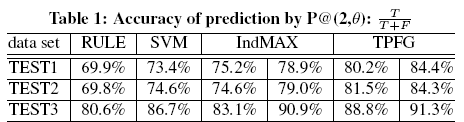 Table 1: Accuracy of prediction by P@(2,θ): T/T+F
data set RULE SVM IndMAX TPFG
TEST1 69.9% 73.4% 75.2% 78.9% 80.2% 84.4%
TEST2 69.8% 74.6% 74.6% 79.0% 81.5% 84.3%
TEST3 80.6% 86.7% 83.1% 90.9% 88.8% 91.3%